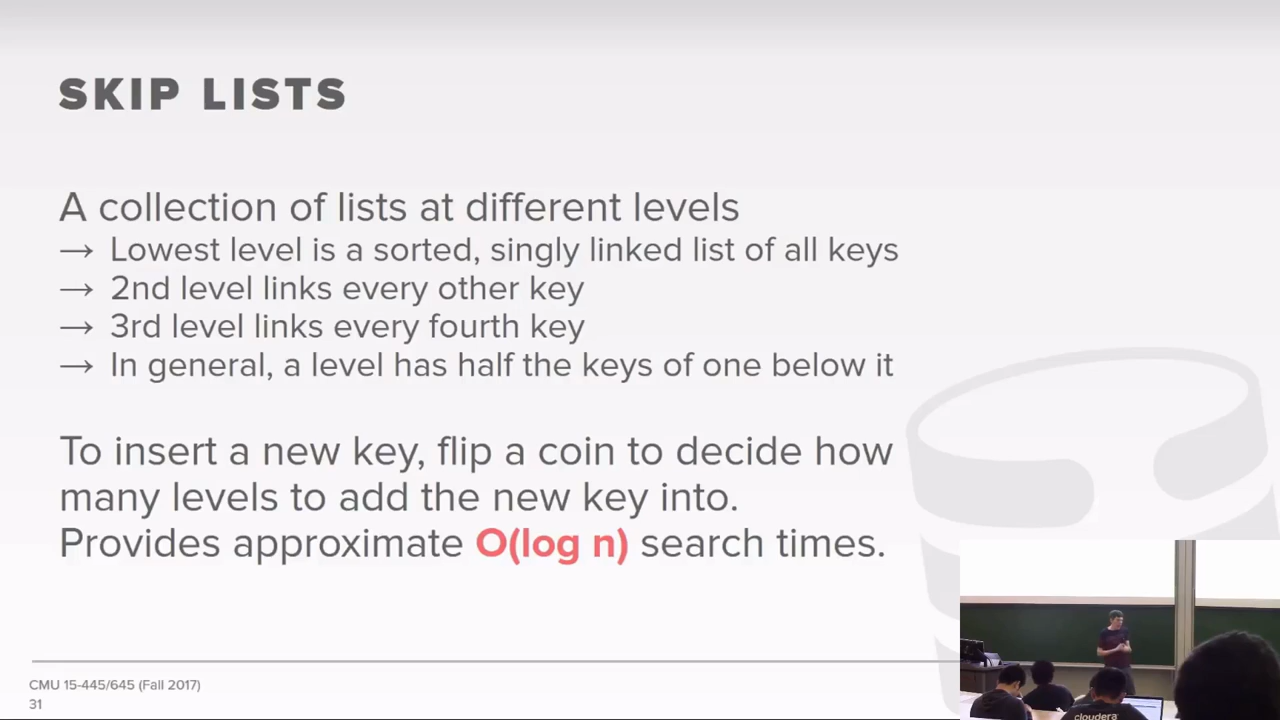 SKIP LISTS
A collection of lists at different levels
→ Lowest level is a sorted, singly linked list of all keys
→ 2nd level links every other key
→ 3rd level links every fourth key
→ In general, a level has half the keys of one below it
To insert a new key, flip a coin to decide how
many levels to add the new key into.
Provides approximate O(log n) search times.
CMU 15-445/645 (Fall 2017)
31
cloudera